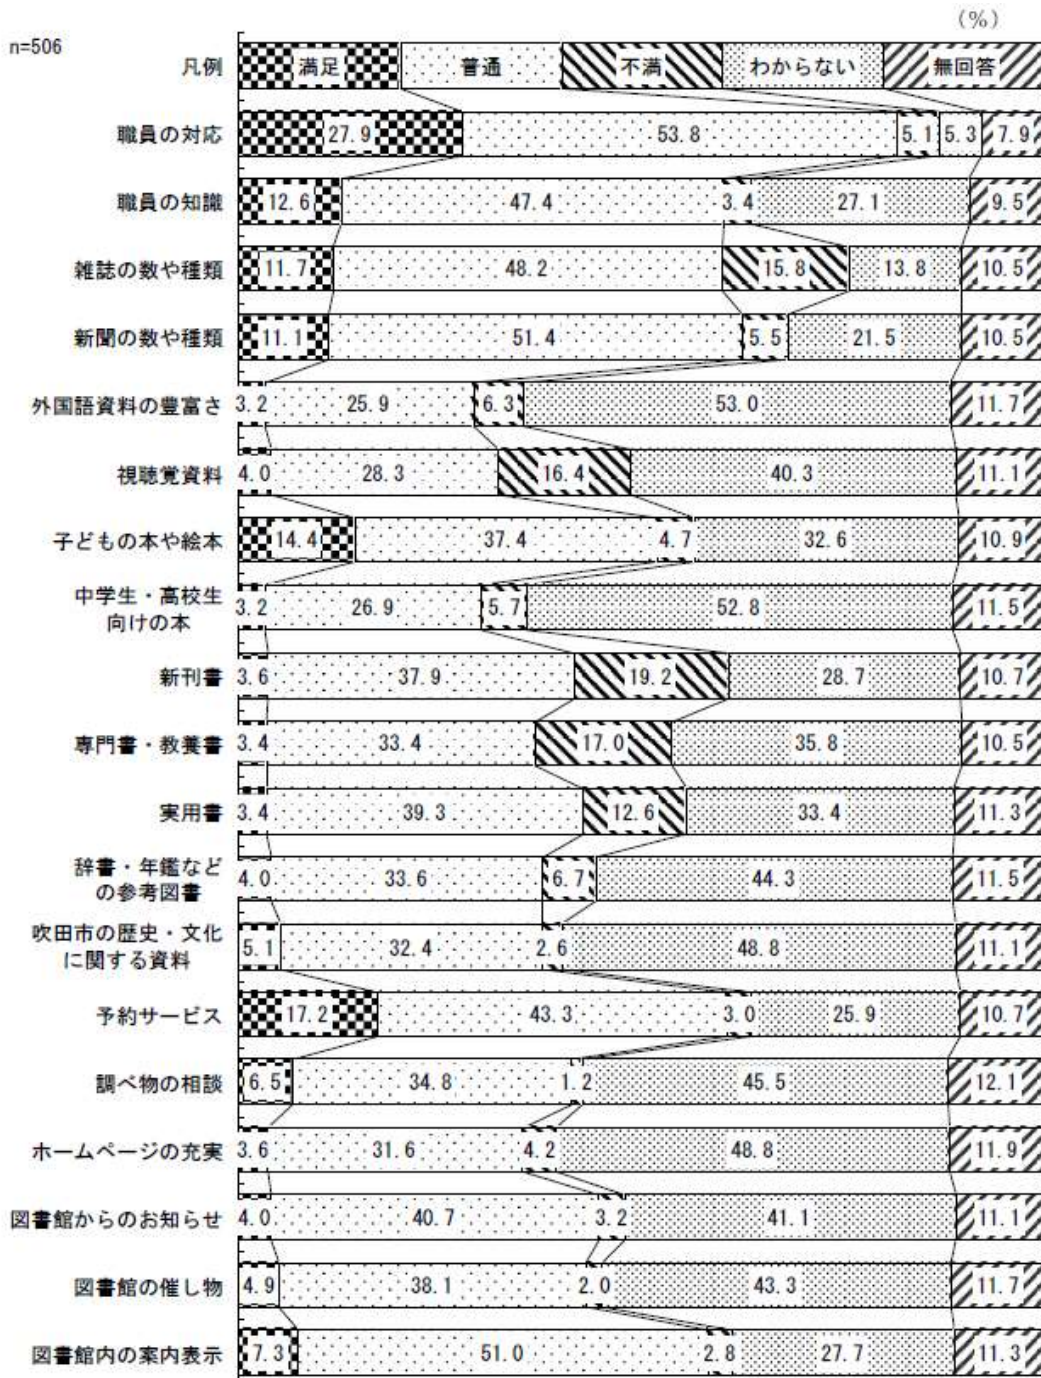 (%)
n=506
凡例 満足 普通 不満 わからない 無回答
職員の対応 27.9 53.8 5.1 5.3 7.9
職員の知識 12.6 47.4 3.4 27.1 9.5
雑誌の数や種類 11.7 48.2 15.8 13.8 10.5
新聞の数や種類 11.1 51.4 5.5 21.5 10.5
外国語資料の豊富さ 3.2 25.9 6.3 53.0 11.7
視聴覚資料 4.0 28.3 16.4 40.3 11.1
子どもの本や絵本 14.4 37.4 4.7 32.6 10.9
中学生・高校生
向けの本 3.2 26.9 5.7 52.8 11.5
新刊書 3.6 37.9 19.2 28.7 10.7
専門書・教養書 3.4 33.4 17.0 35.8 10.5
実用書 3.4 39.3 12.6 33.4 11.3
辞書・年鑑など
の参考図書 4.0 33.6 6.7 44.3 11.5
吹田市の歴史・文化
に関する資料 5.1 32.4 2.6 48.8 11.1
予約サービス 17.2 43.3 3.0 25.9 10.7
調べ物の相談 6.5 34.8 1.2 45.5 12.1
ホームページの充実 3.6 31.6 4.2 48.8 11.9
図書館からのお知らせ 4.0 40.7 3.2 41.1 11.1
図書館の催し物 4.9 38.1 2.0 43.3 11.7
図書館内の案内表示 7.3 51.0 2.8 27.7 11.3